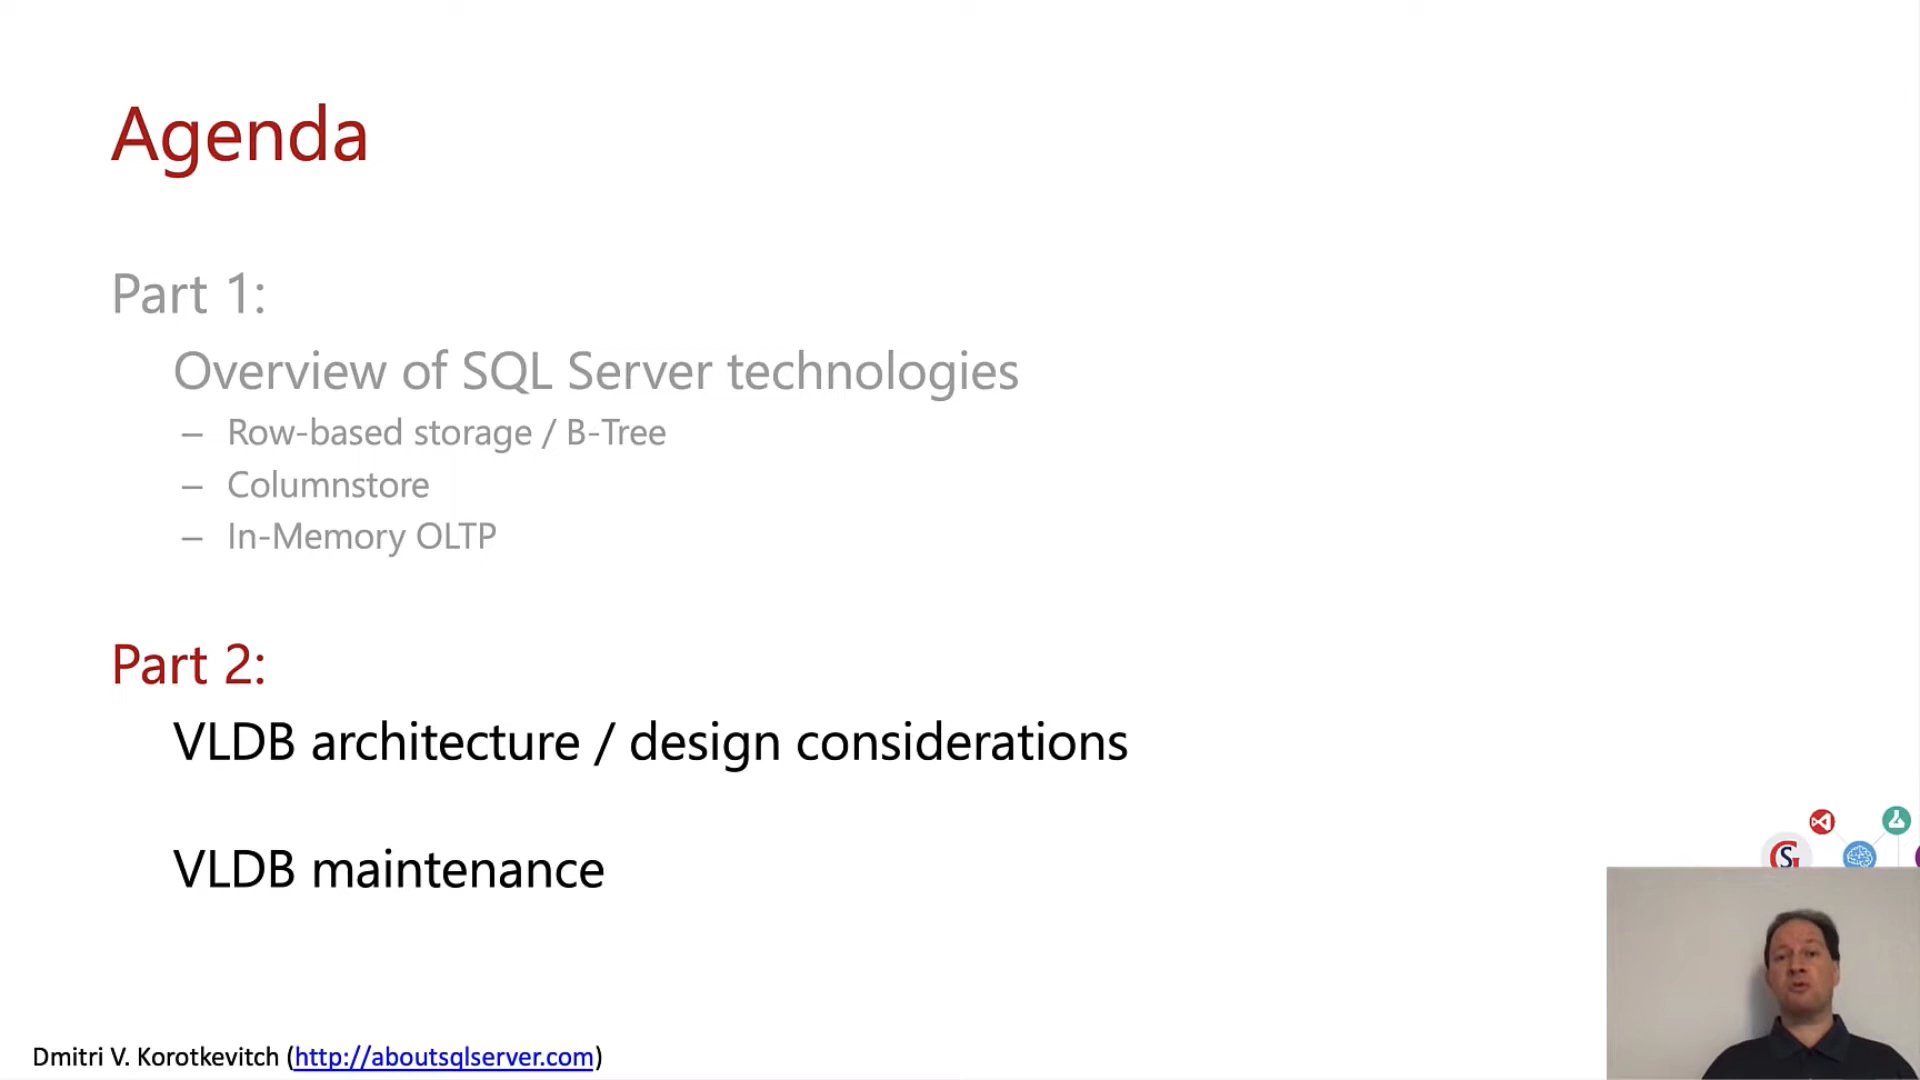 Agenda
Part 1:
Overview of SQL Server technologies
– Row-based storage / B-Tree
– Columnstore
– In-Memory OLTP
Part 2:
VLDB architecture / design considerations
VLDB maintenance
Dmitri V. Korotkevitch (http://aboutsqlserver.com)